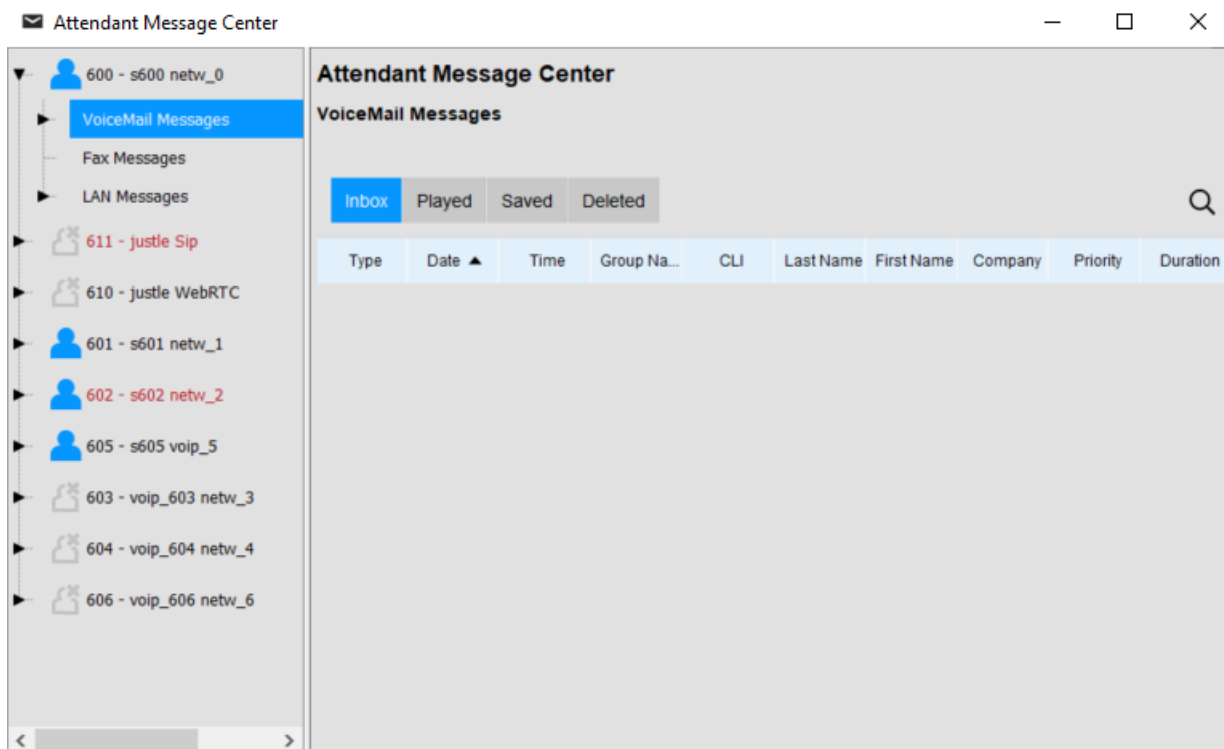 Attendant Message Center
600 - s600 netw_0
VoiceMail Messages
Fax Messages
LAN Messages
611 - justle Sip
610 - justle WebRTC
601 - s601 netw_1
602 - s602 netw_2
605 - s605 voip_5
603 - voip_603 netw_3
604 - voip_604 netw_4
606 - voip_606 netw_6
Attendant Message Center
VoiceMail Messages
Inbox Played Saved Deleted
Type Date Time Group Na... CLI Last Name First Name Company Priority Duration